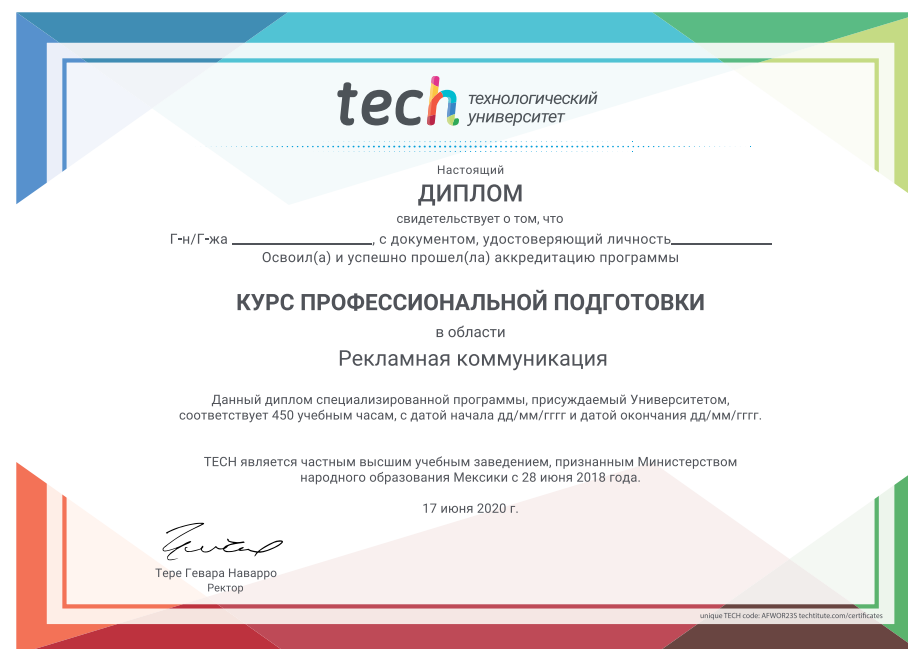 tech технологический
университет
Настоящий
ДИПЛОМ
свидетельствует о том, что
Г-н/Г-жа ____________________, с документом, удостоверяющий личность______________
Освоил(а) и успешно прошел(ла) аккредитацию программы
КУРС ПРОФЕССИОНАЛЬНОЙ ПОДГОТОВКИ
в области
Рекламная коммуникация
Данный диплом специализированной программы, присуждаемый Университетом,
соответствует 450 учебным часам, с датой начала дд/мм/гггг и датой окончания дд/мм/гггг.
TECH является частным высшим учебным заведением, признанным Министерством
народного образования Мексики с 28 июня 2018 года.
17 июня 2020 г.
Тере Гевара Наварро
Ректор
unique TECH code: AFWOR235 techtitute.com/certificates